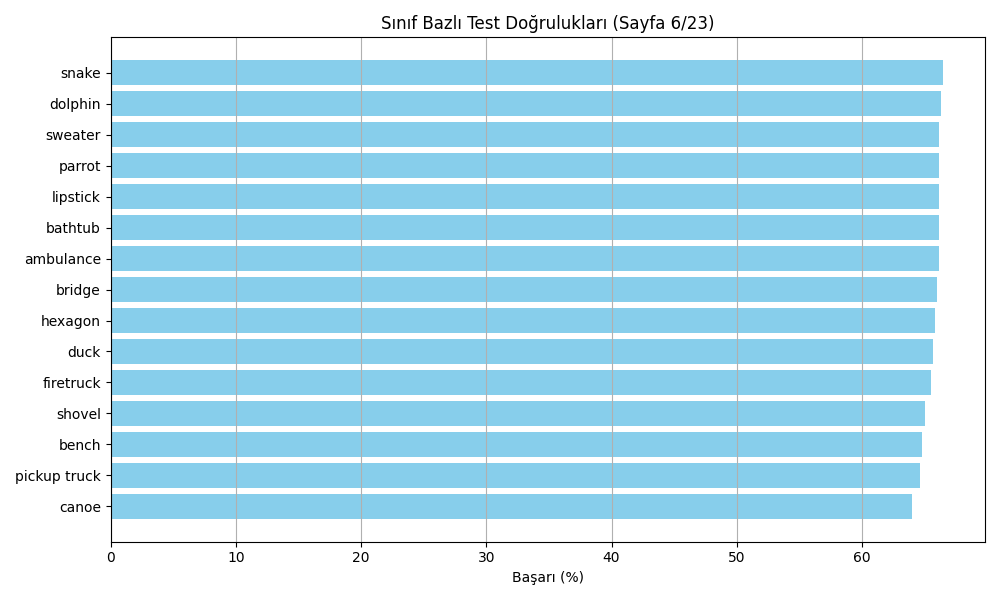 Sınıf Bazlı Test Doğrulukları (Sayfa 6/23)
snake
dolphin
sweater
parrot
lipstick
bathtub
ambulance
bridge
hexagon
duck
firetruck
shovel
bench
pickup truck
canoe
0 10 20 30 40 50 60
Başarı (%)